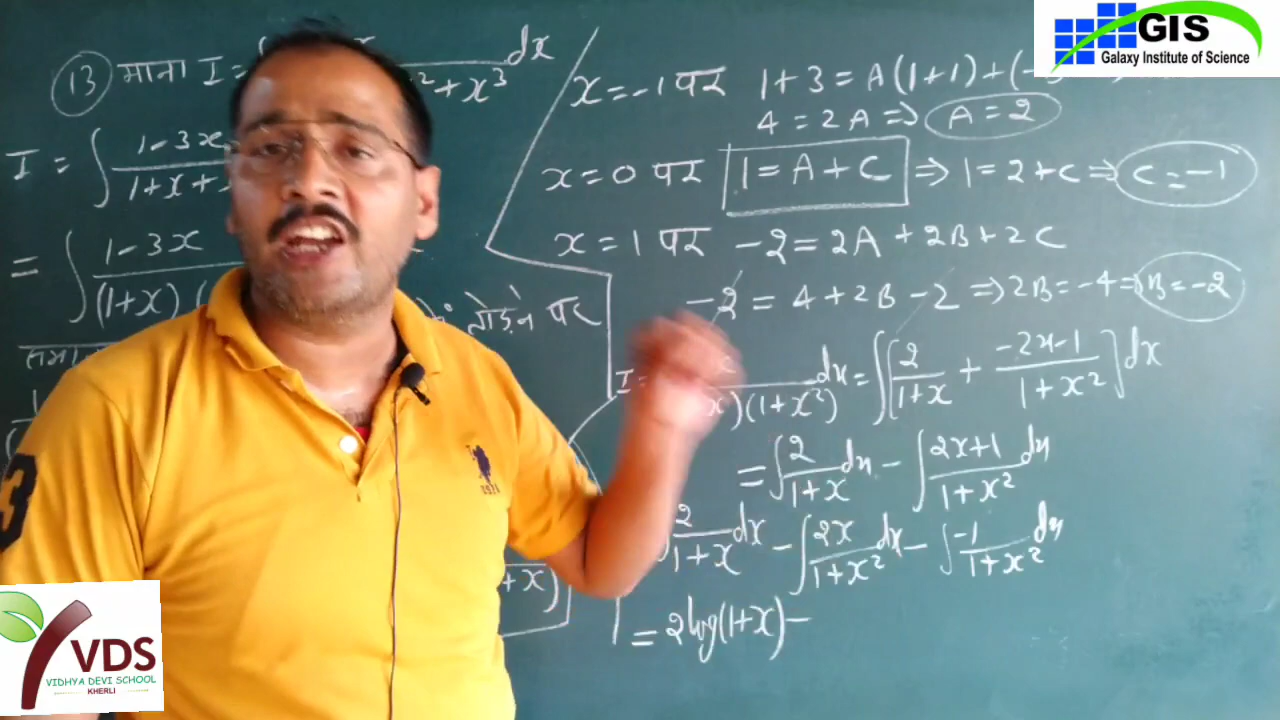 13 माना I = ∫ dx
²+x³
I = ∫ 1-3x
1+x+
= ∫ 1-3x
(1+x)(
तोड़ने पर
+x)
x=-1 पर 1+3 = A(1+1)+(-
4 = 2A ⇒ A=2
x=0 पर 1=A+C ⇒ 1=2+C ⇒ C=-1
x=1 पर -2=2A+2B+2C
-2 = 4+2B-2 ⇒ 2B=-4 ⇒ B=-2
I= x)(1+x²) dx = ∫[2/1+x + -2x-1/1+x²]dx
= ∫2/1+x dx - ∫2x+1/1+x² dx
∫2/1+x dx - ∫2x/1+x² dx - ∫-1/1+x² dx
= 2log(1+x)-
GIS
Galaxy Institute of Science
VDS
VIDHYA DEVI SCHOOL
KHERLI
3
1971